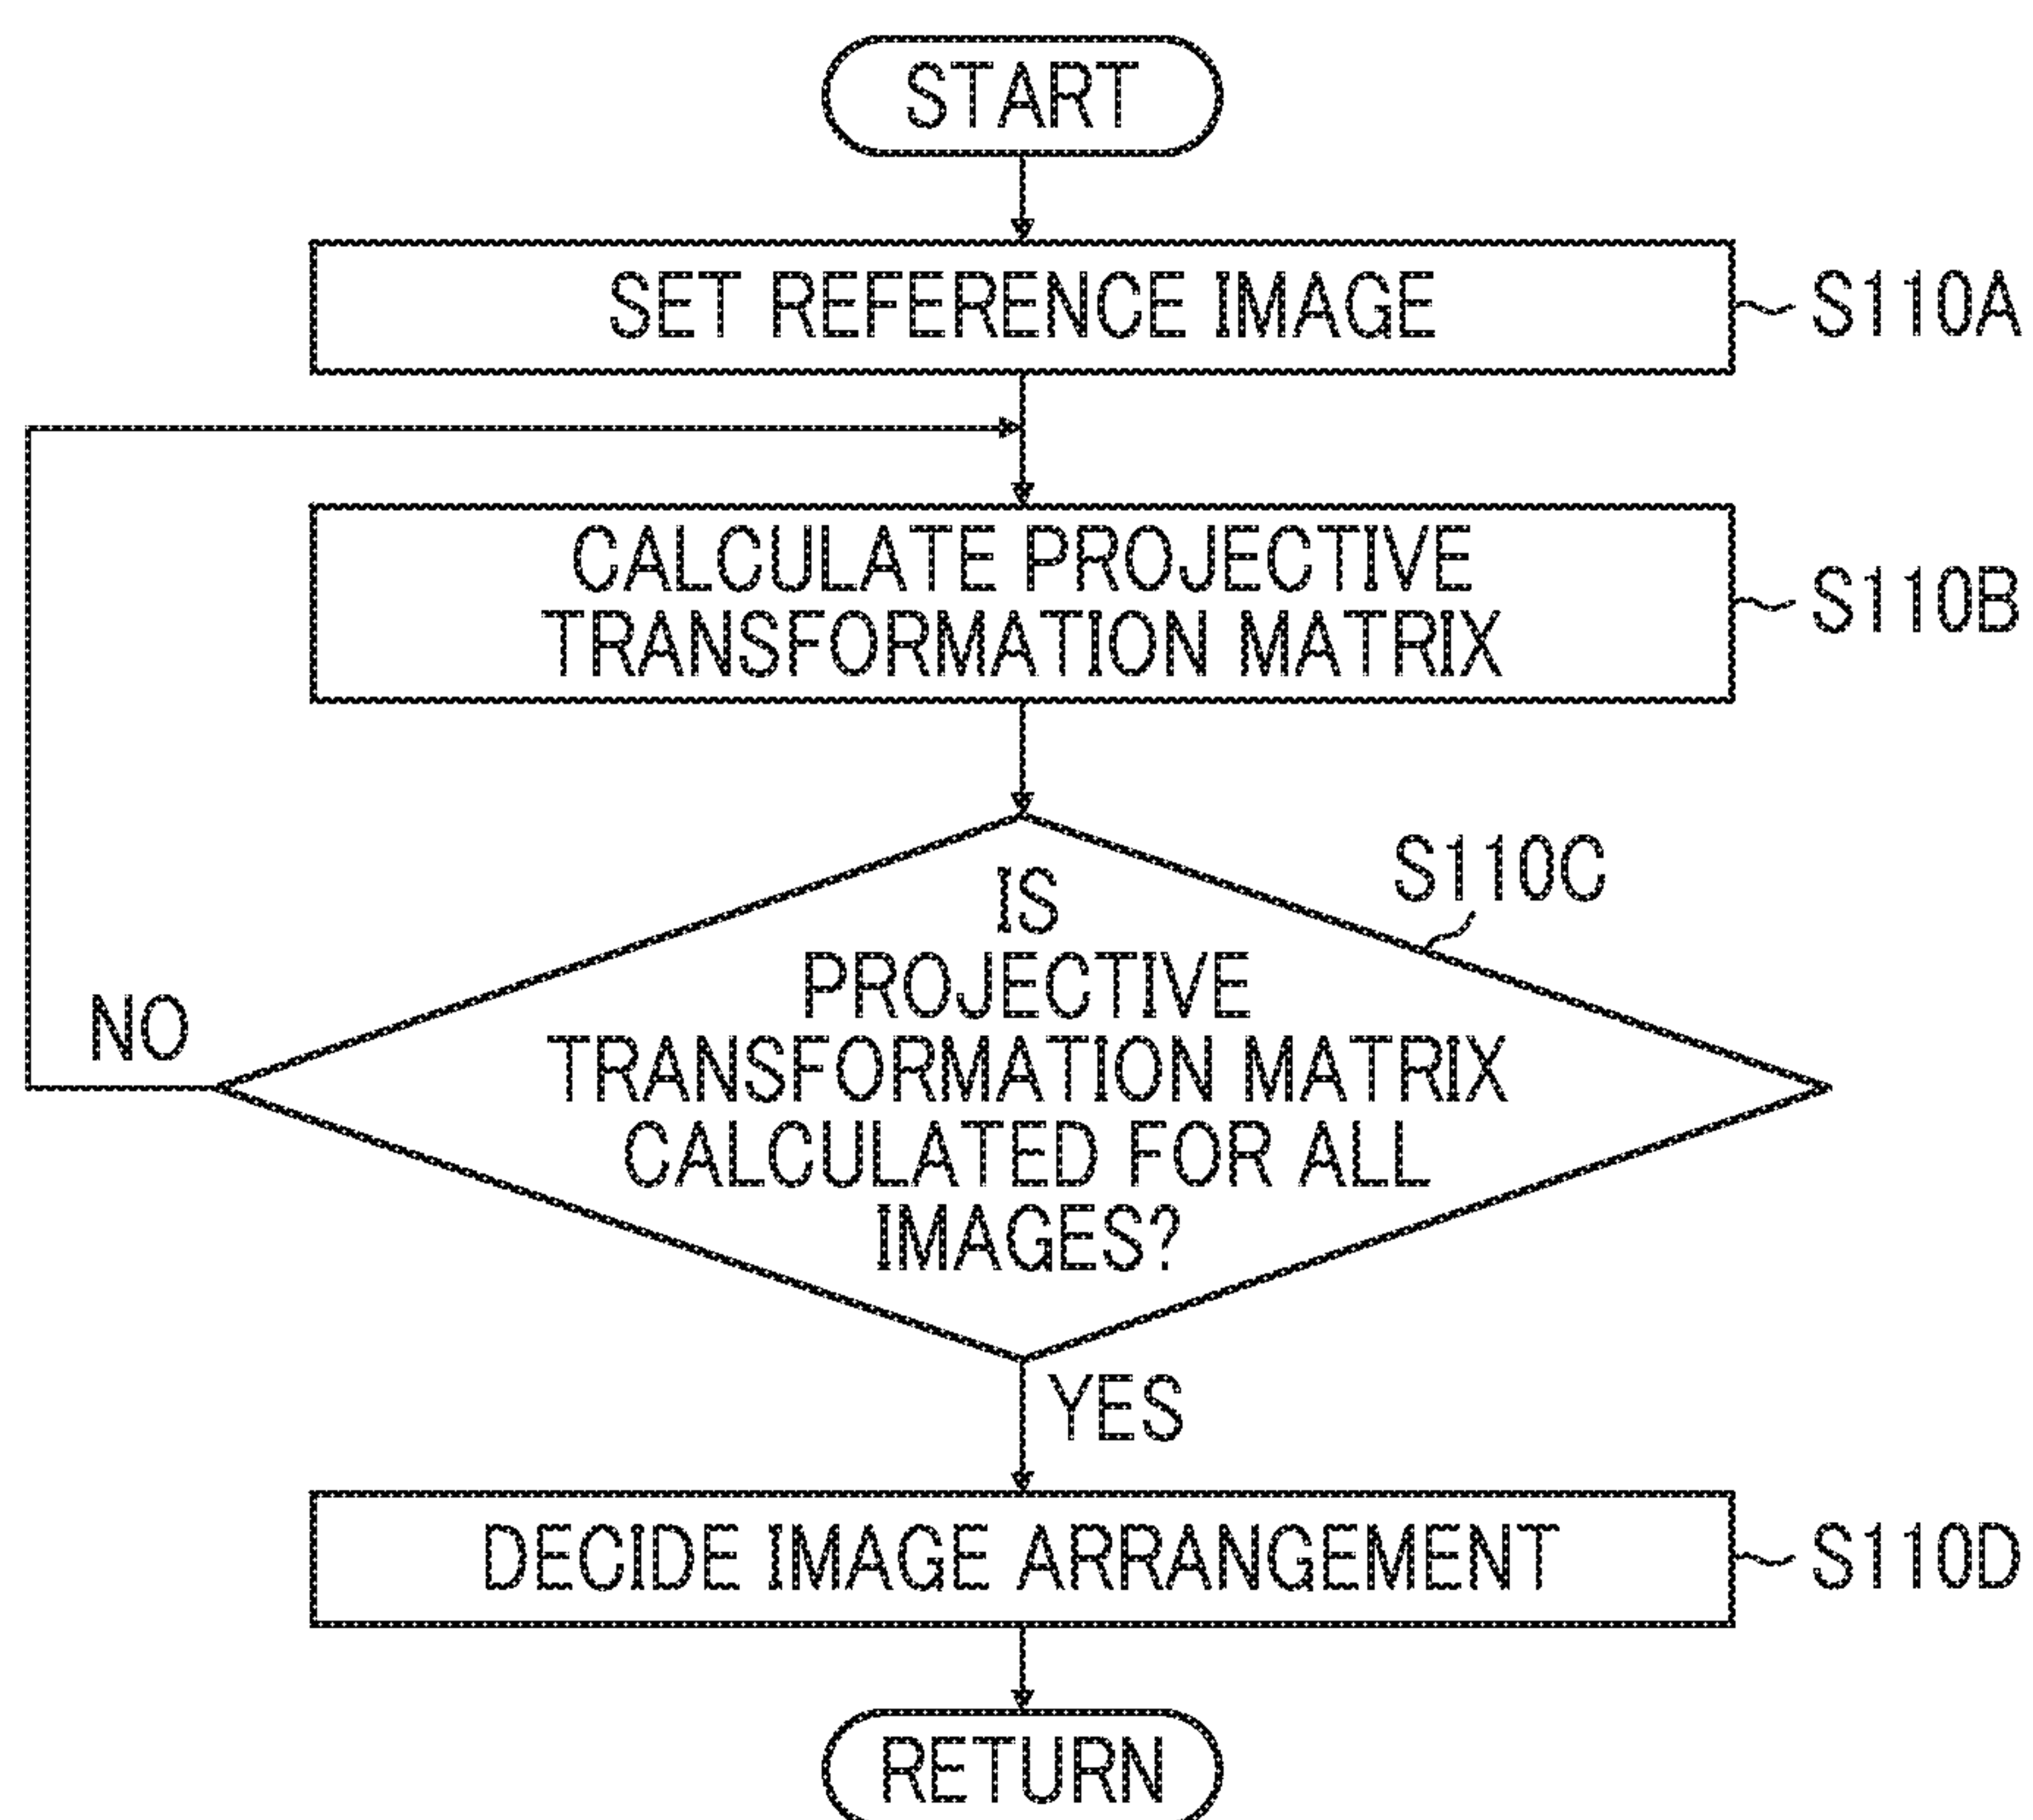 START
SET REFERENCE IMAGE
S110A
CALCULATE PROJECTIVE
TRANSFORMATION MATRIX
S110B
S110C
IS
PROJECTIVE
TRANSFORMATION MATRIX
CALCULATED FOR ALL
IMAGES?
NO
YES
DECIDE IMAGE ARRANGEMENT
S110D
RETURN